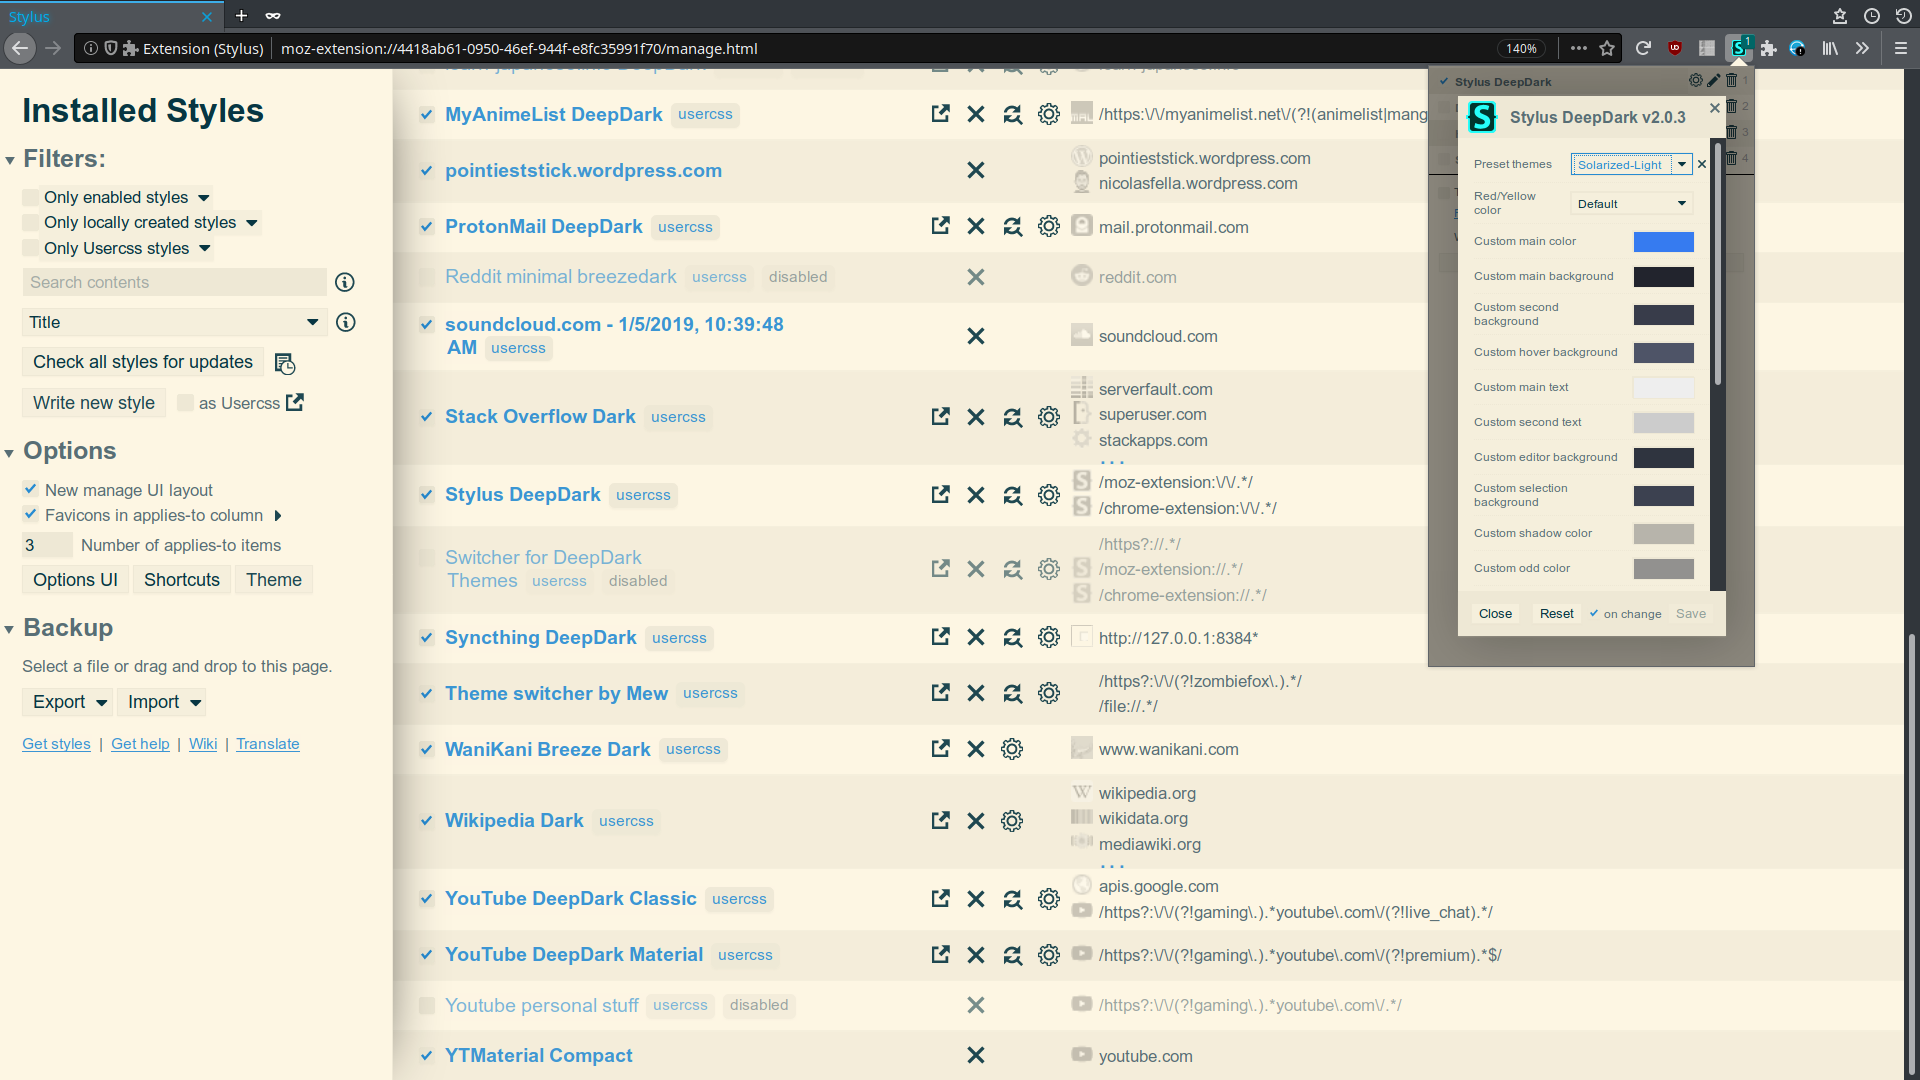 Stylus
Extension (Stylus)
moz-extension://4418ab61-0950-46ef-944f-e8fc35991f70/manage.html
140%
1
Installed Styles
Filters:
Only enabled styles
Only locally created styles
Only Usercss styles
Search contents
Title
Check all styles for updates
Write new style
as Usercss
Options
New manage UI layout
Favicons in applies-to column
3 Number of applies-to items
Options UI Shortcuts Theme
Backup
Select a file or drag and drop to this page.
Export Import
Get styles | Get help | Wiki | Translate
MyAnimeList DeepDark usercss
/https:\/\/myanimelist.net\/(?!(animelist|mang
pointieststick.wordpress.com
pointieststick.wordpress.com
nicolasfella.wordpress.com
ProtonMail DeepDark usercss
mail.protonmail.com
Reddit minimal breezedark usercss disabled
reddit.com
soundcloud.com - 1/5/2019, 10:39:48
AM usercss
soundcloud.com
Stack Overflow Dark usercss
serverfault.com
superuser.com
stackapps.com
...
Stylus DeepDark usercss
/moz-extension:\/\/.*/
/chrome-extension:\/\/.*/
Switcher for DeepDark
Themes usercss disabled
/https?://.*/
/moz-extension://.*/
/chrome-extension://.*/
Syncthing DeepDark usercss
http://127.0.0.1:8384*
Theme switcher by Mew usercss
/https?:\/\/(?!zombiefox\.).*/
/file://.*/
WaniKani Breeze Dark usercss
www.wanikani.com
Wikipedia Dark usercss
wikipedia.org
wikidata.org
mediawiki.org
...
YouTube DeepDark Classic usercss
apis.google.com
/https?:\/\/(?!gaming\.).*youtube\.com\/(?!live_chat).*/
YouTube DeepDark Material usercss
/https?:\/\/(?!gaming\.).*youtube\.com\/(?!premium).*$/
Youtube personal stuff usercss disabled
/https?:\/\/(?!gaming\.).*youtube\.com\/.*/
YTMaterial Compact
youtube.com
Stylus DeepDark 1
2
3
4
Stylus DeepDark v2.0.3
Preset themes Solarized-Light
Red/Yellow
color
Default
Custom main color
Custom main background
Custom second
background
Custom hover background
Custom main text
Custom second text
Custom editor background
Custom selection
background
Custom shadow color
Custom odd color
Close Reset on change Save